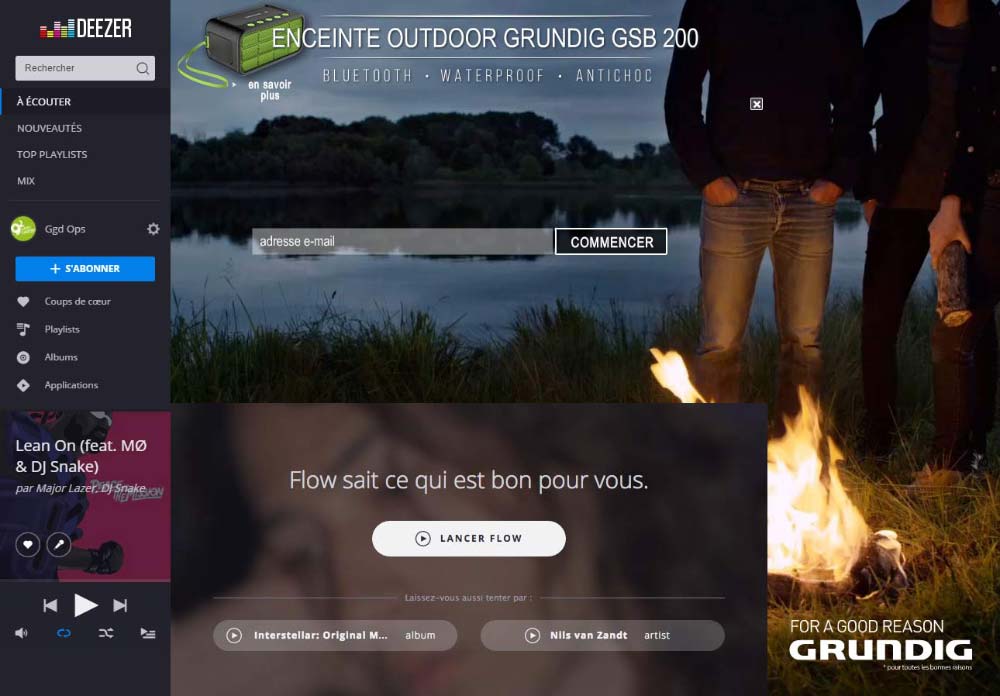 DEEZER
Rechercher
À ÉCOUTER
NOUVEAUTÉS
TOP PLAYLISTS
MIX
Ggd Ops
+ S'ABONNER
Coups de cœur
Playlists
Albums
Applications
Lean On (feat. MØ
& DJ Snake)
par Major Lazer, DJ Snake
ENCEINTE OUTDOOR GRUNDIG GSB 200
BLUETOOTH • WATERPROOF • ANTICHOC
en savoir
plus
adresse e-mail
COMMENCER
Flow sait ce qui est bon pour vous.
LANCER FLOW
Laissez-vous aussi tenter par :
Interstellar: Original M... album
Nils van Zandt artist
FOR A GOOD REASON
GRUNDIG
* pour toutes les bonnes raisons